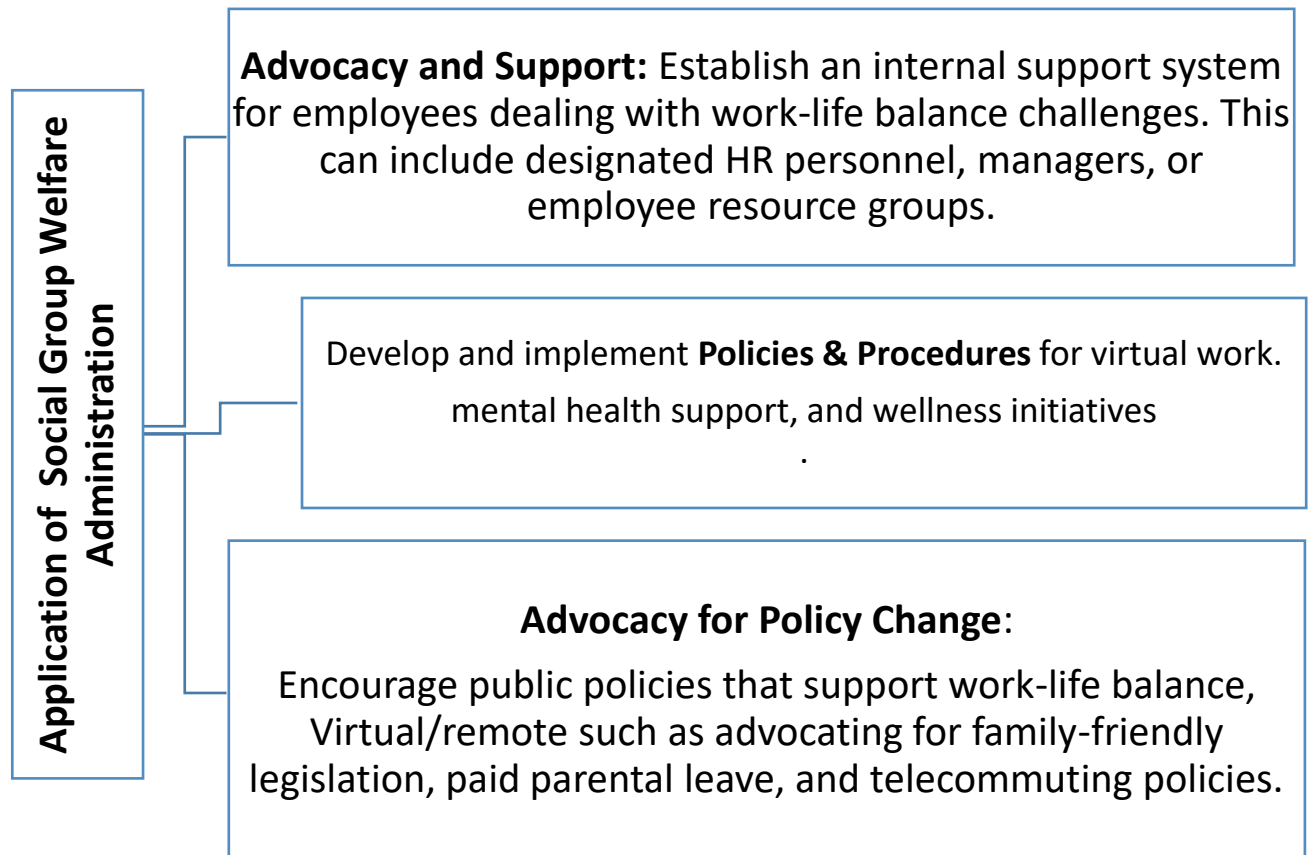 Application of Social Group Welfare
Administration
Advocacy and Support: Establish an internal support system
for employees dealing with work-life balance challenges. This
can include designated HR personnel, managers, or
employee resource groups.
Develop and implement Policies & Procedures for virtual work.
mental health support, and wellness initiatives
.
Advocacy for Policy Change:
Encourage public policies that support work-life balance,
Virtual/remote such as advocating for family-friendly
legislation, paid parental leave, and telecommuting policies.